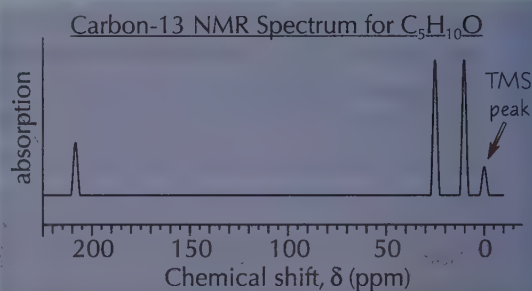 Carbon-13 NMR Spectrum for C₅H₁₀O
absorption
TMS
peak
200 150 100 50 0
Chemical shift, δ (ppm)